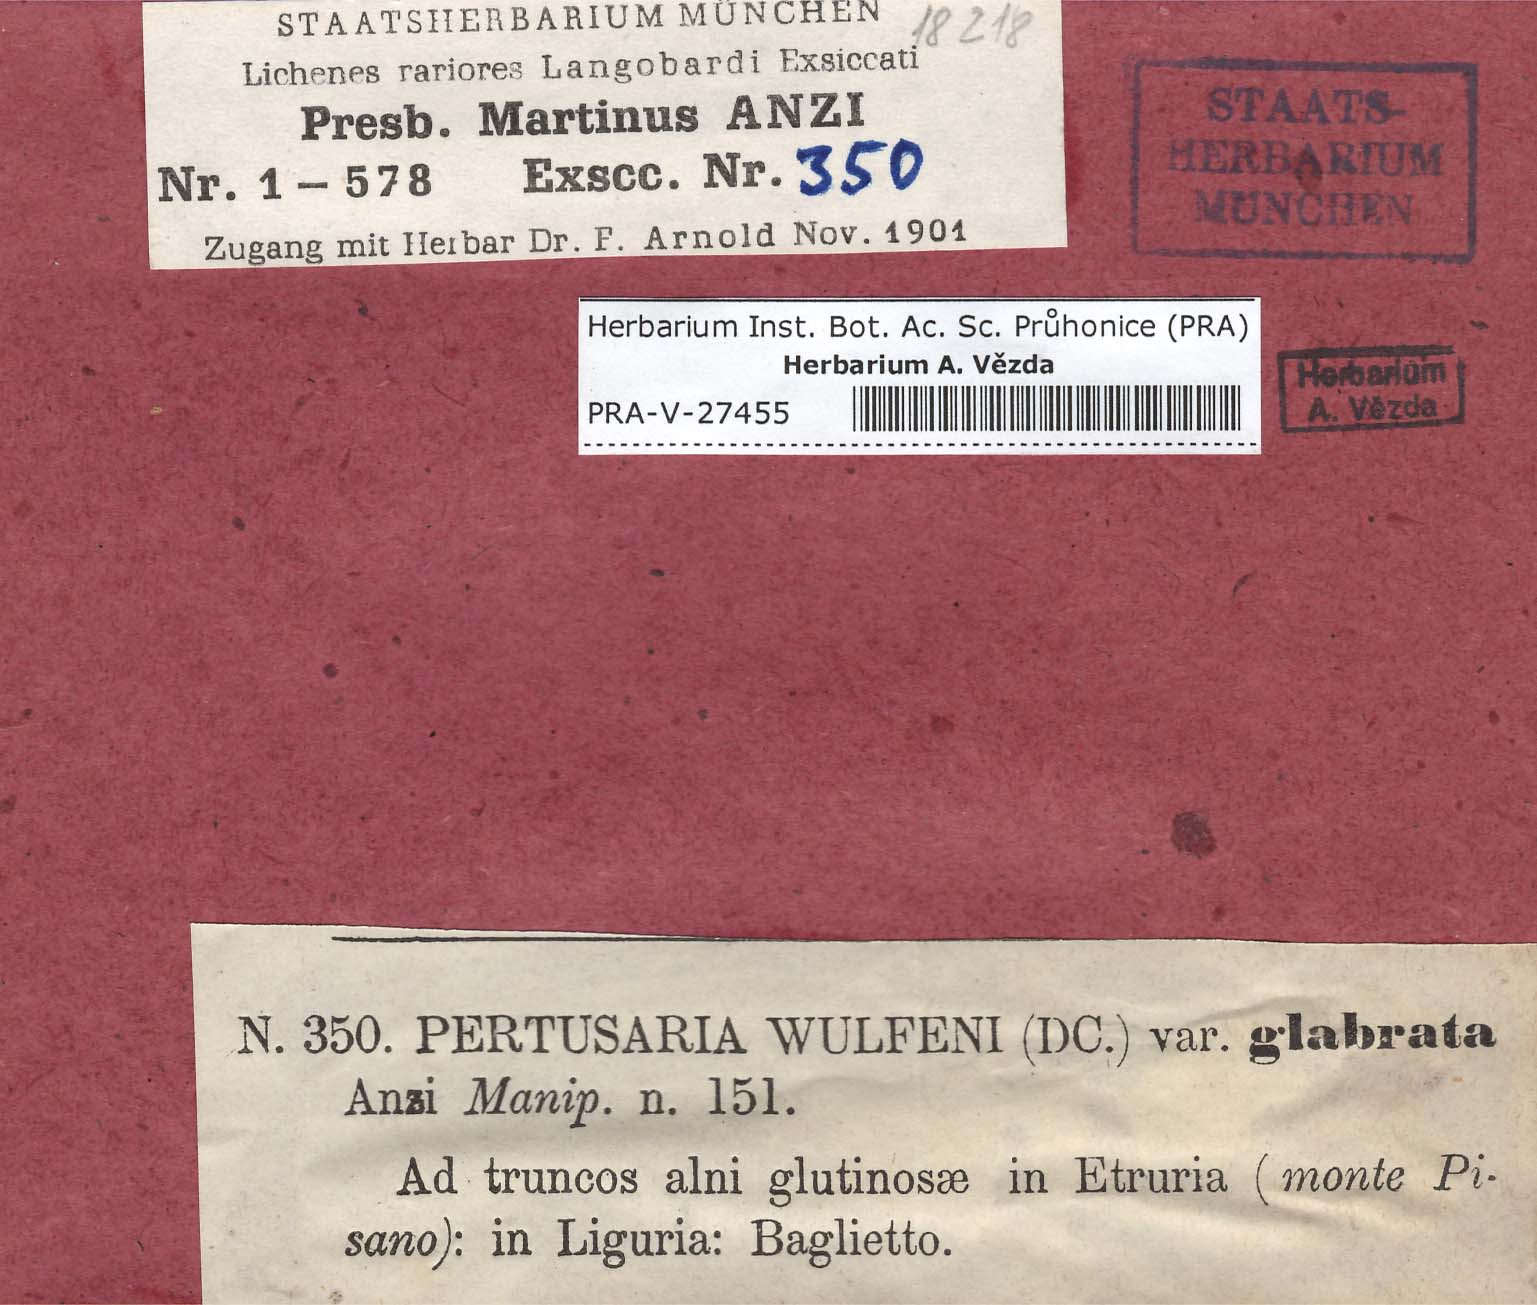 STAATSHERBARIUM MÜNCHEN
18218
Lichenes rariores Langobardi Exsiccati
Presb. Martinus ANZI
Nr. 1 – 578 Exscc. Nr. 350
Zugang mit Herbar Dr. F. Arnold Nov. 1901
STAATS-
HERBARIUM
MÜNCHEN
Herbarium Inst. Bot. Ac. Sc. Průhonice (PRA)
Herbarium A. Vězda
PRA-V-27455
Herbarium
A. Vězda
N. 350. PERTUSARIA WULFENI (DC.) var. glabrata
Anzi Manip. n. 151.
Ad truncos alni glutinosæ in Etruria (monte Pi-
sano): in Liguria: Baglietto.